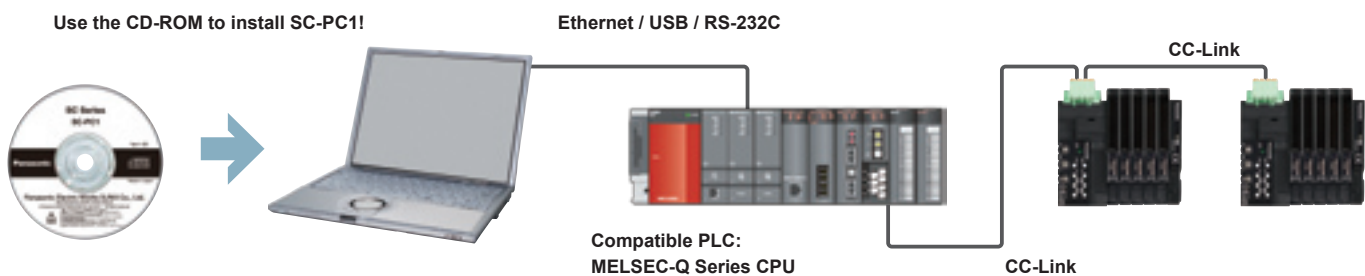 Use the CD-ROM to install SC-PC1!
Ethernet / USB / RS-232C
CC-Link
SC Series
SC-PC1
Panasonic
Compatible PLC:
MELSEC-Q Series CPU
CC-Link